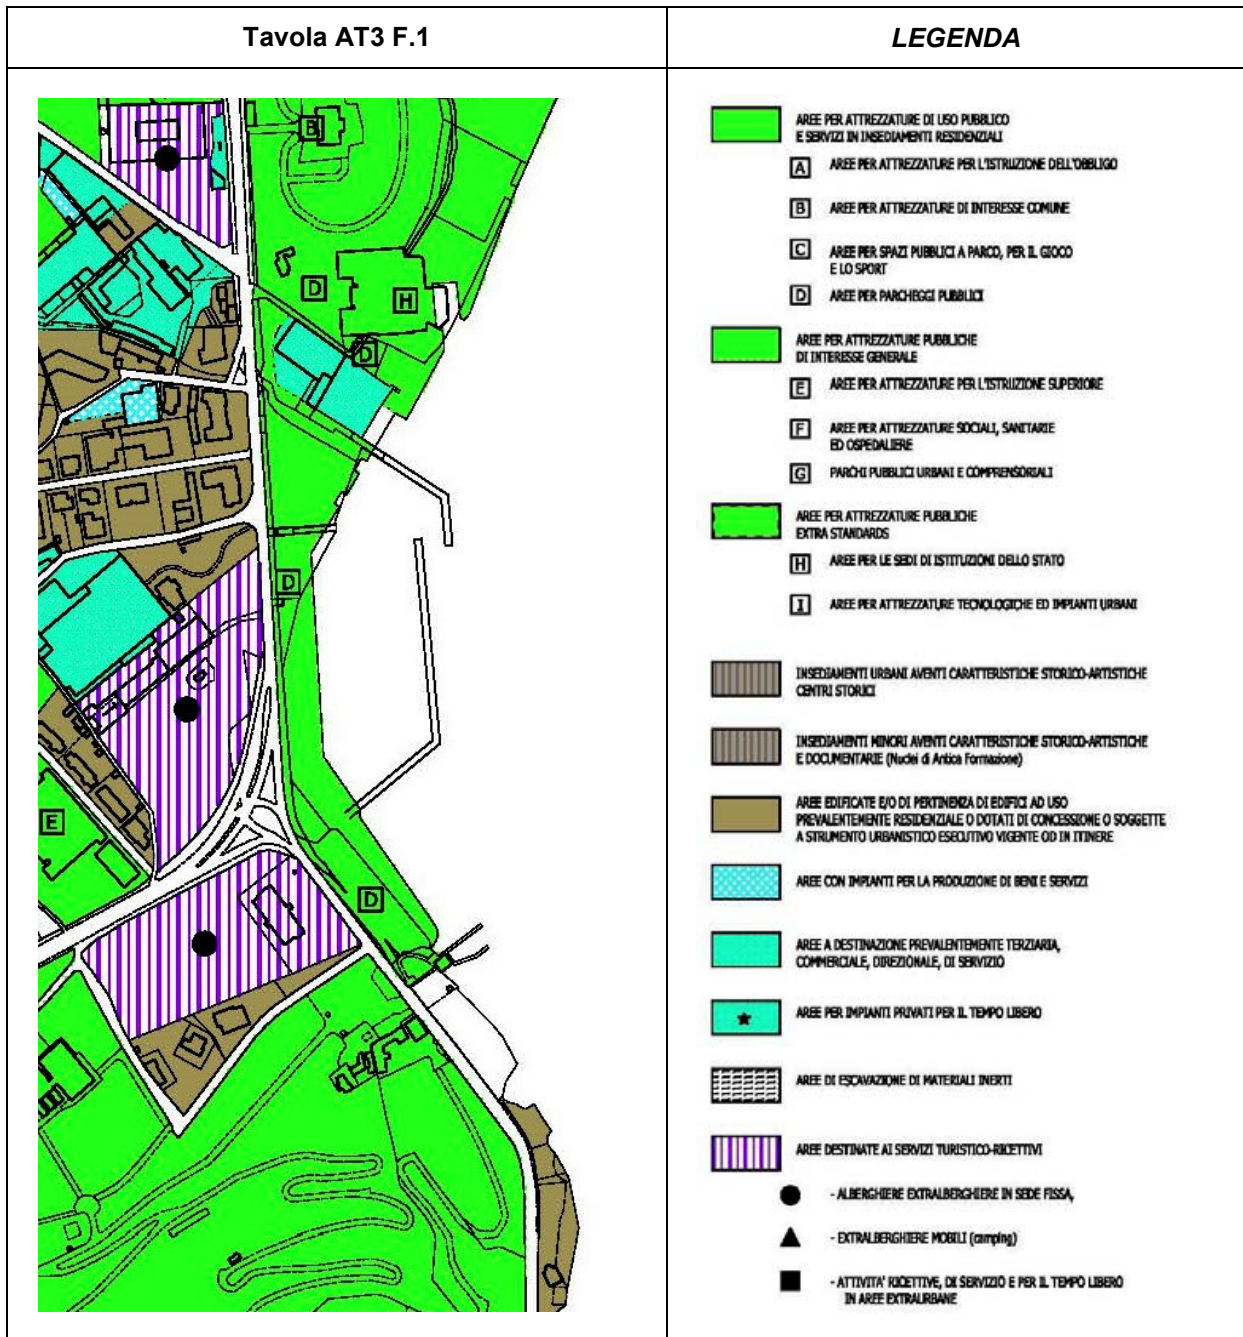 Tavola AT3 F.1
LEGENDA
B
D
H
D
D
E
D
AREE PER ATTREZZATURE DI USO PUBBLICO
E SERVIZI IN INSEDIAMENTI RESIDENZIALI
A AREE PER ATTREZZATURE PER L'ISTRUZIONE DELL'OBBLIGO
B AREE PER ATTREZZATURE DI INTERESSE COMUNE
C AREE PER SPAZI PUBBLICI A PARCO, PER IL GIOCO
E LO SPORT
D AREE PER PARCHEGGI PUBBLICI
AREE PER ATTREZZATURE PUBBLICHE
DI INTERESSE GENERALE
E AREE PER ATTREZZATURE PER L'ISTRUZIONE SUPERIORE
F AREE PER ATTREZZATURE SOCIALI, SANITARIE
ED OSPEDALIERE
G PARCHI PUBBLICI URBANI E COMPRENSORIALI
AREE PER ATTREZZATURE PUBBLICHE
EXTRA STANDARDS
H AREE PER LE SEDI DI ISTITUZIONI DELLO STATO
I AREE PER ATTREZZATURE TECNOLOGICHE ED IMPIANTI URBANI
INSEDIAMENTI URBANI AVENTI CARATTERISTICHE STORICO-ARTISTICHE
CENTRI STORICI
INSEDIAMENTI MINORI AVENTI CARATTERISTICHE STORICO-ARTISTICHE
E DOCUMENTARIE (Nuclei di Antica Formazione)
AREE EDIFICATE E/O DI PERTINENZA DI EDIFICI AD USO
PREVALENTEMENTE RESIDENZIALE O DOTATI DI CONCESSIONE O SOGGETTE
A STRUMENTO URBANISTICO ESECUTIVO VIGENTE OD IN ITINERE
AREE CON IMPIANTI PER LA PRODUZIONE DI BENI E SERVIZI
AREE A DESTINAZIONE PREVALENTEMENTE TERZIARIA,
COMMERCIALE, DIREZIONALE, DI SERVIZIO
AREE PER IMPIANTI PRIVATI PER IL TEMPO LIBERO
AREE DI ESCAVAZIONE DI MATERIALI INERTI
AREE DESTINATE AI SERVIZI TURISTICO-RICETTIVI
- ALBERGHIERE EXTRALBERGHIERE IN SEDE FISSA,
- EXTRALBERGHIERE MOBILI (camping)
- ATTIVITA' RICETTIVE, DI SERVIZIO E PER IL TEMPO LIBERO
IN AREE EXTRAURBANE